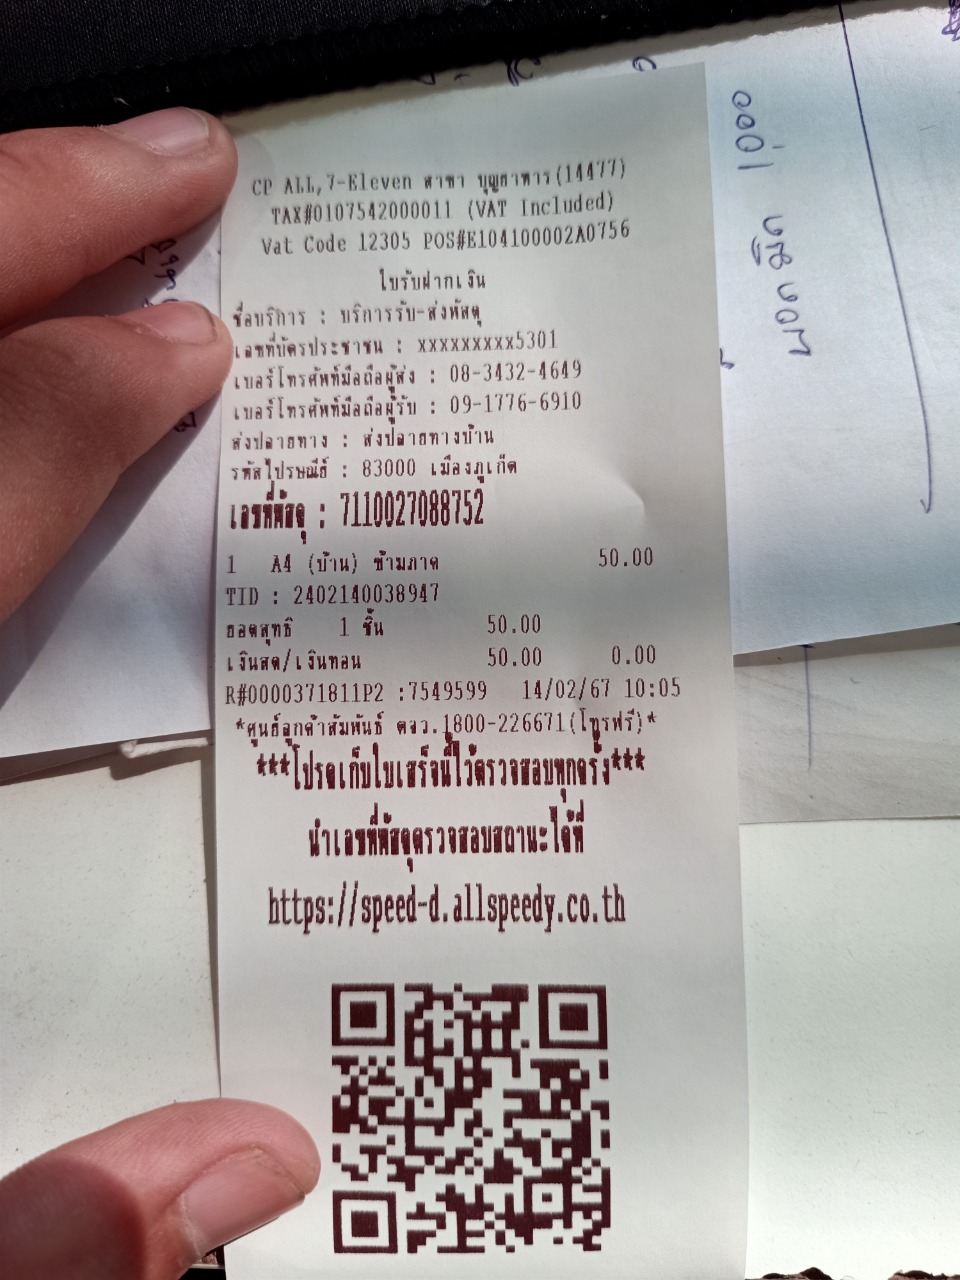 CP ALL,7-Eleven สาขา บุญถาหาร(14477)
TAX#0107542000011 (VAT Included)
Vat Code 12305 POS#E104100002A0756
ใบรับฝากเงิน
ชื่อบริการ : บริการรับ-ส่งพัสดุ
เลขที่บัตรประชาชน : xxxxxxxxx5301
เบอร์โทรศัพท์มือถือผู้ส่ง : 08-3432-4649
เบอร์โทรศัพท์มือถือผู้รับ : 09-1776-6910
ส่งปลายทาง : ส่งปลายทางบ้าน
รหัสไปรษณีย์ : 83000 เมืองภูเก็ต
เลขที่พัสดุ : 7110027088752
1 A4 (บ้าน) ข้ามภาค 50.00
TID : 2402140038947
ยอดสุทธิ 1 ชิ้น 50.00
เงินสด/เงินทอน 50.00 0.00
R#0000371811P2 :7549599 14/02/67 10:05
*ศูนย์ลูกค้าสัมพันธ์ ตจว.1800-226671(โทรฟรี)*
***โปรดเก็บใบเสร็จนี้ไว้ตรวจสอบทุกครั้ง***
นำเลขที่พัสดุตรวจสอบสถานะได้ที่
https://speed-d.allspeedy.co.th